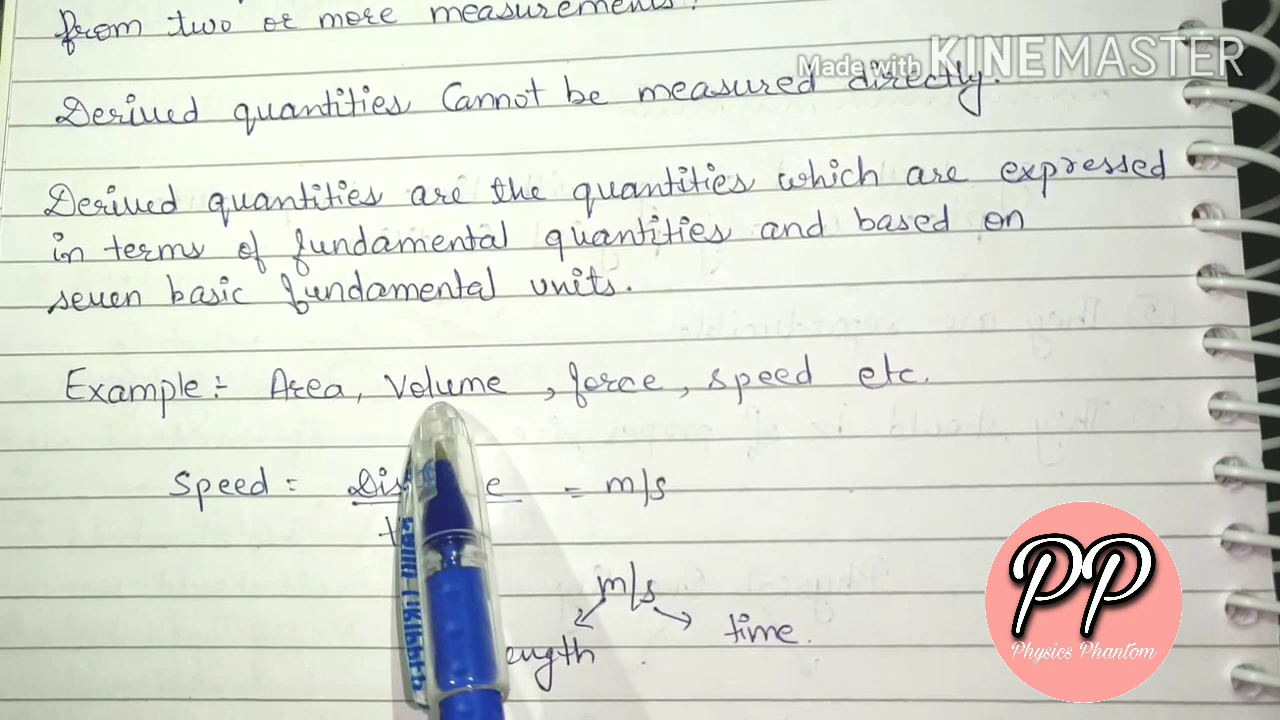 from two or more measurements.
Made with KINEMASTER
Derived quantities Cannot be measured directly.
Derived quantities are the quantities which are expressed
in terms of fundamental quantities and based on
seven basic fundamental units.
Example:- Area, Volume, force, speed etc.
Speed = = m/s
m/s
time.
PP
Physics Phantom